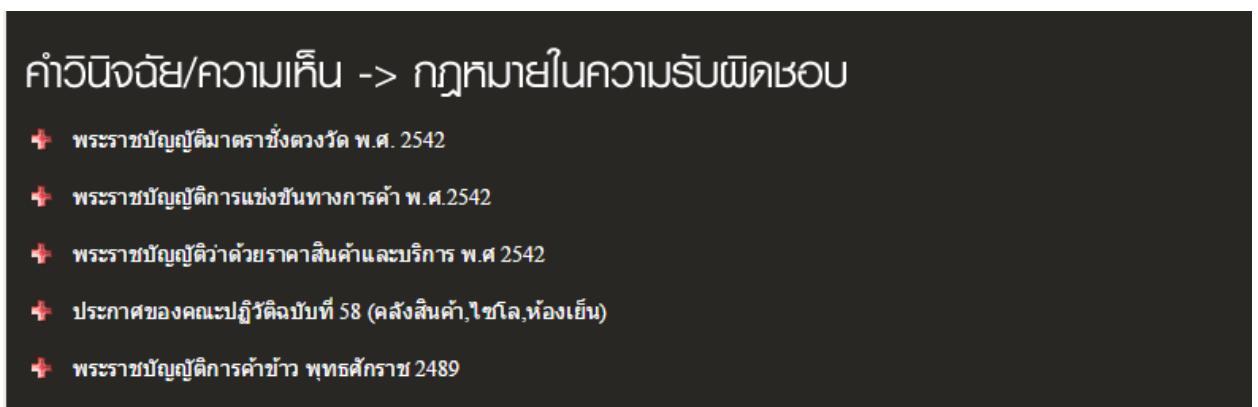 คำวินิจฉัย/ความเห็น -> กฎหมายในความรับผิดชอบ
พระราชบัญญัติมาตราชั่งตวงวัด พ.ศ. 2542
พระราชบัญญัติการแข่งขันทางการค้า พ.ศ.2542
พระราชบัญญัติว่าด้วยราคาสินค้าและบริการ พ.ศ 2542
ประกาศของคณะปฏิวัติฉบับที่ 58 (คลังสินค้า,ไซโล,ห้องเย็น)
พระราชบัญญัติการค้าข้าว พุทธศักราช 2489